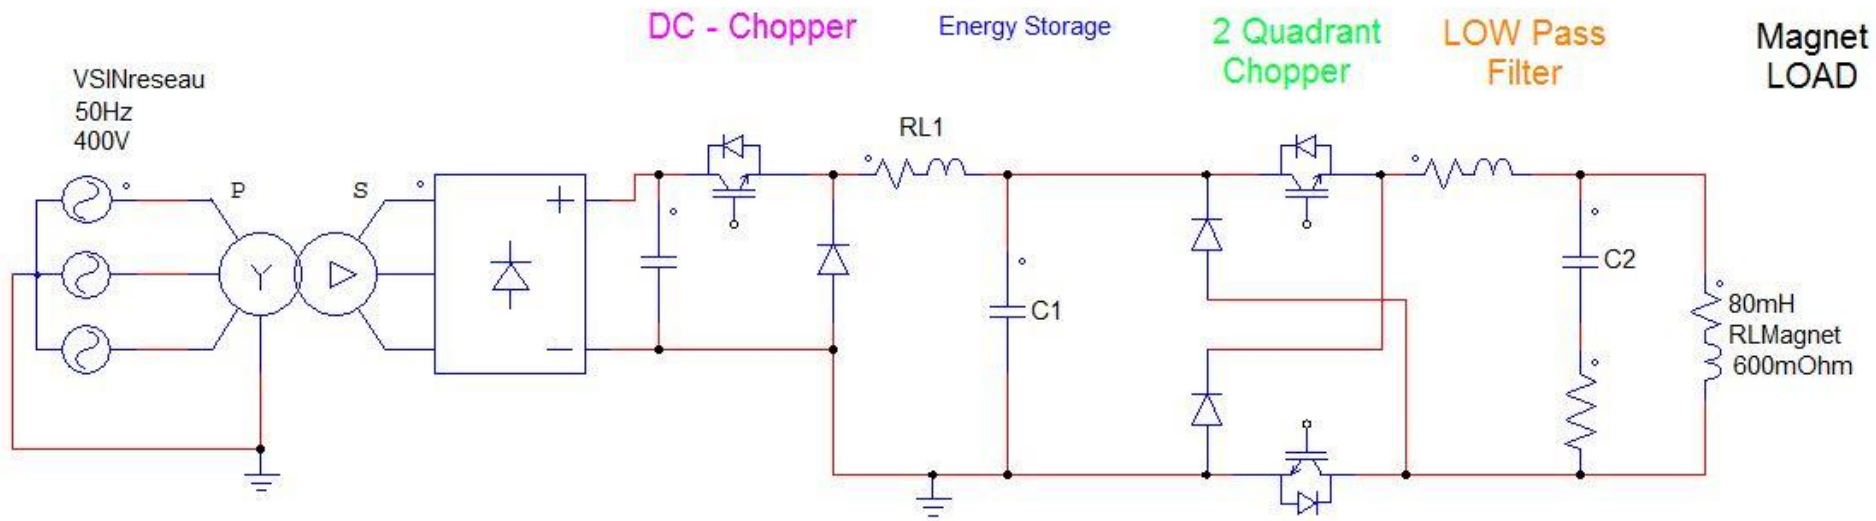 DC - Chopper
Energy Storage
2 Quadrant
Chopper
LOW Pass
Filter
Magnet
LOAD
VSINreseau
50Hz
400V
RL1
P
S
Y
+
−
C1
C2
80mH
RLMagnet
600mOhm